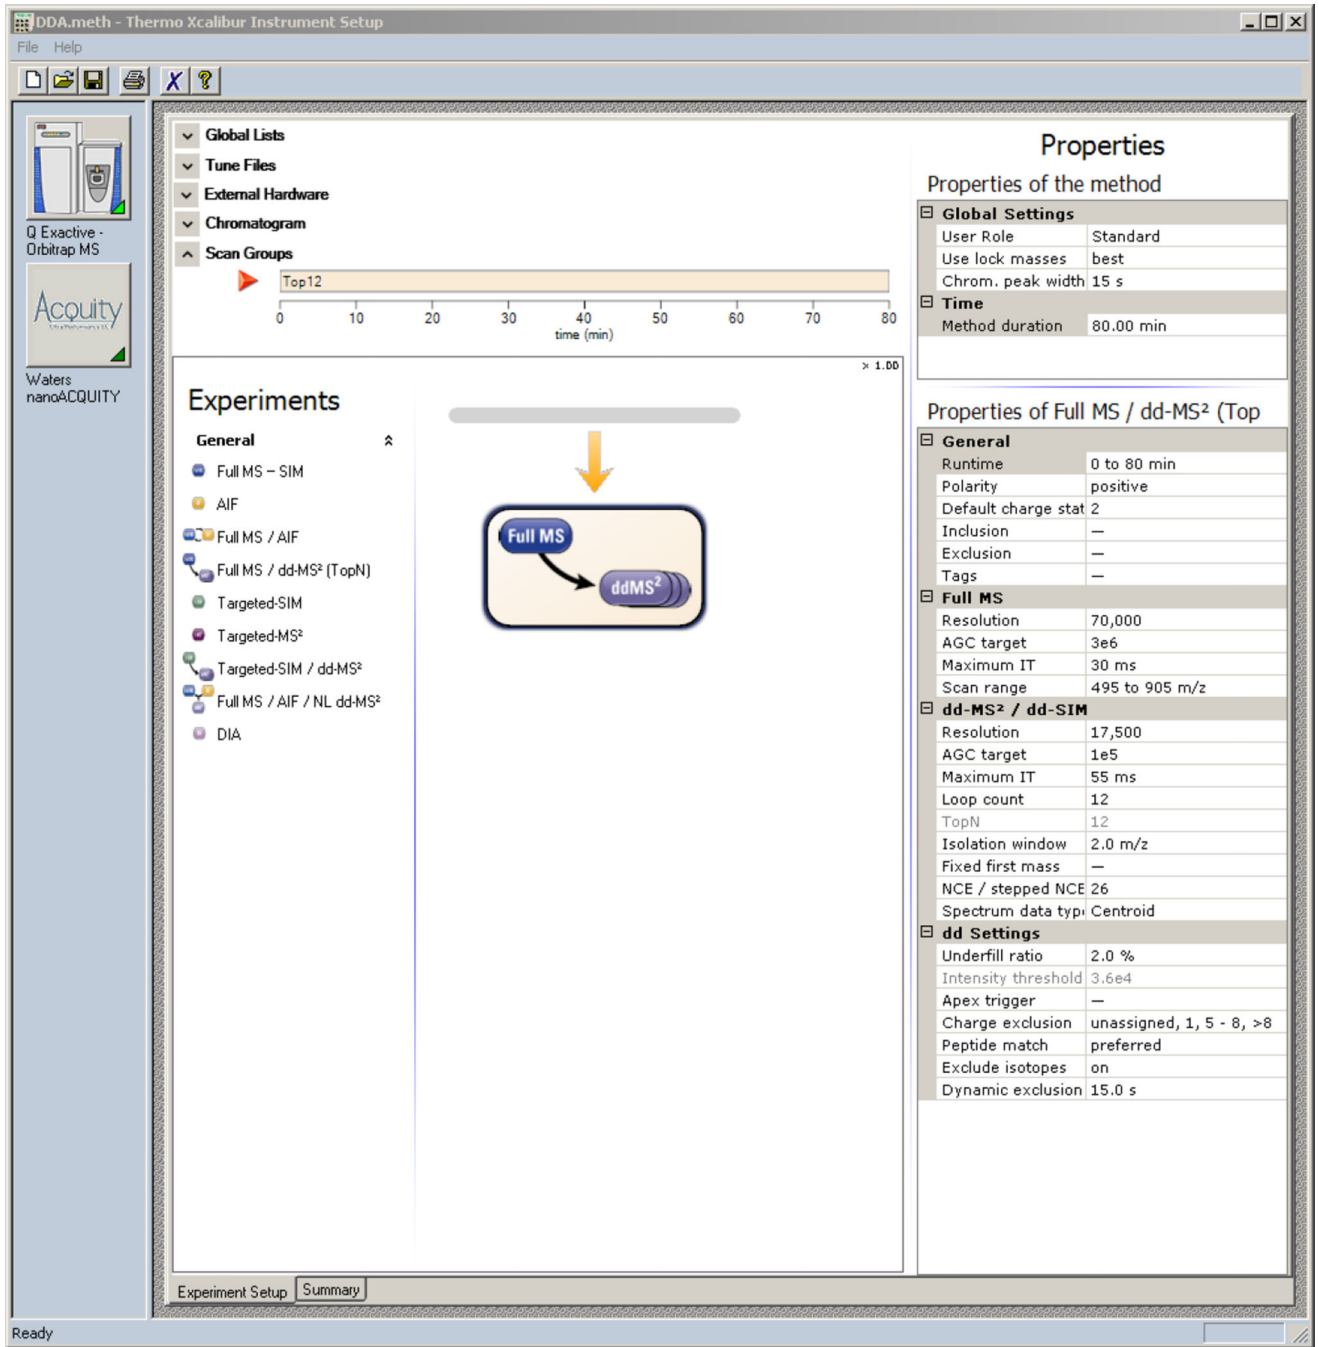 DDA.meth - Thermo Xcalibur Instrument Setup
File Help
Q Exactive -
Orbitrap MS
Acquity
Waters
nanoACQUITY
Global Lists
Tune Files
External Hardware
Chromatogram
Scan Groups
Top12
0 10 20 30 40 50 60 70 80
time (min)
× 1.00
Experiments
General
Full MS – SIM
AIF
Full MS / AIF
Full MS / dd-MS² (TopN)
Targeted-SIM
Targeted-MS²
Targeted-SIM / dd-MS²
Full MS / AIF / NL dd-MS²
DIA
Full MS
ddMS²
Experiment Setup Summary
Properties
Properties of the method
Global Settings
User Role Standard
Use lock masses best
Chrom. peak width 15 s
Time
Method duration 80.00 min
Properties of Full MS / dd-MS² (Top
General
Runtime 0 to 80 min
Polarity positive
Default charge stat 2
Inclusion —
Exclusion —
Tags —
Full MS
Resolution 70,000
AGC target 3e6
Maximum IT 30 ms
Scan range 495 to 905 m/z
dd-MS² / dd-SIM
Resolution 17,500
AGC target 1e5
Maximum IT 55 ms
Loop count 12
TopN 12
Isolation window 2.0 m/z
Fixed first mass —
NCE / stepped NCE 26
Spectrum data typ Centroid
dd Settings
Underfill ratio 2.0 %
Intensity threshold 3.6e4
Apex trigger —
Charge exclusion unassigned, 1, 5 - 8, >8
Peptide match preferred
Exclude isotopes on
Dynamic exclusion 15.0 s
Ready